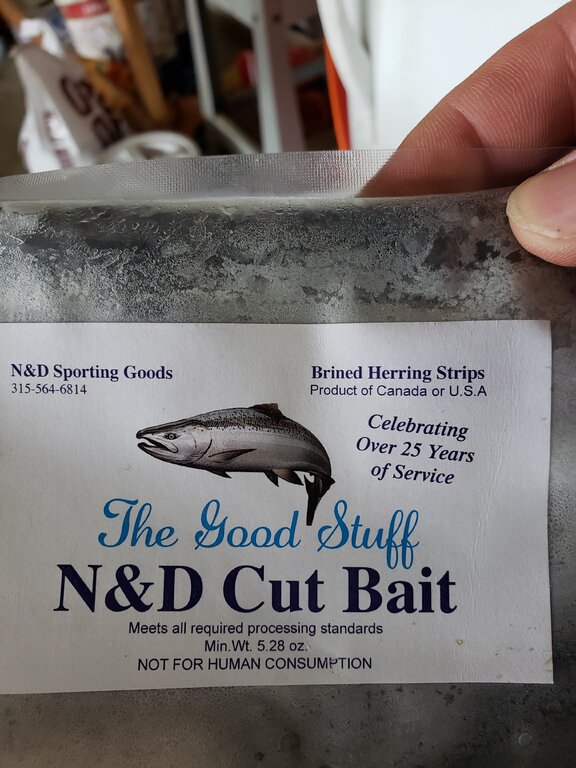 N&D Sporting Goods
315-564-6814
Brined Herring Strips
Product of Canada or U.S.A
Celebrating
Over 25 Years
of Service
The Good Stuff
N&D Cut Bait
Meets all required processing standards
Min.Wt. 5.28 oz.
NOT FOR HUMAN CONSUMPTION